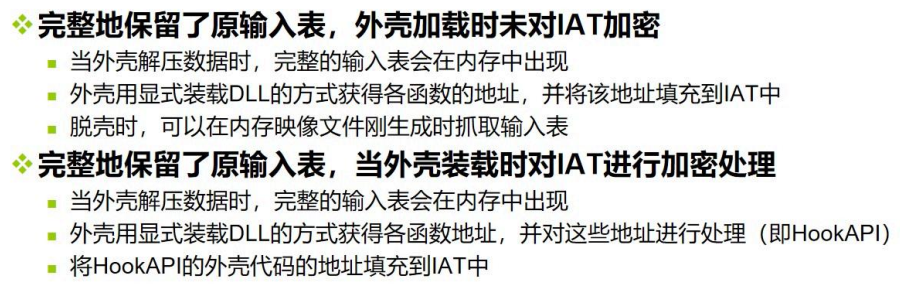 完整地保留了原输入表，外壳加载时未对IAT加密
当外壳解压数据时，完整的输入表会在内存中出现
外壳用显式装载DLL的方式获得各函数的地址，并将该地址填充到IAT中
脱壳时，可以在内存映像文件刚生成时抓取输入表
完整地保留了原输入表，当外壳装载时对IAT进行加密处理
当外壳解压数据时，完整的输入表会在内存中出现
外壳用显式装载DLL的方式获得各函数地址，并对这些地址进行处理（即HookAPI）
将HookAPI的外壳代码的地址填充到IAT中